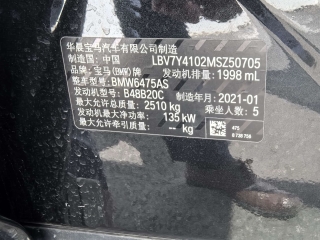 华晨宝马汽车有限公司制造
制造国：中国 LBV7Y4102MSZ50705
发动机排量：1998 mL
品牌：宝马(BMW)牌
整车型号：BMW6475AS
发动机型号：B48B20C 制造年月：2021-01
最大允许总质量：2510 kg 乘坐人数：5
发动机最大净功率：135 kW
最大允许
kg 475